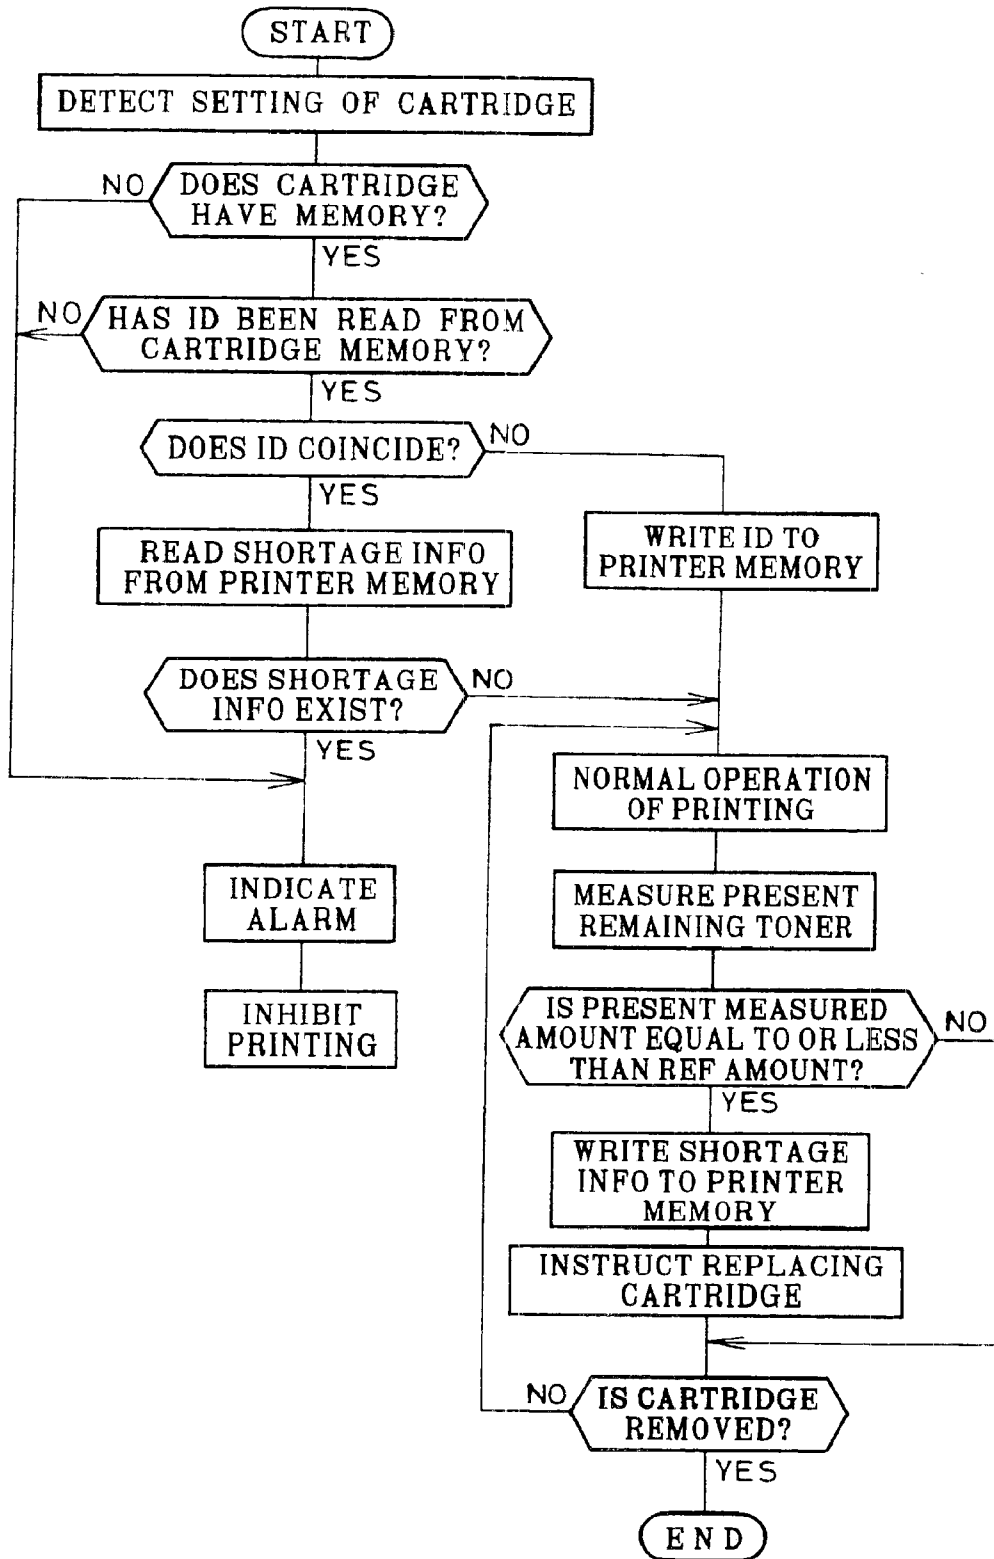 START
DETECT SETTING OF CARTRIDGE
NO
DOES CARTRIDGE
HAVE MEMORY?
YES
NO
HAS ID BEEN READ FROM
CARTRIDGE MEMORY?
YES
DOES ID COINCIDE?
NO
YES
READ SHORTAGE INFO
FROM PRINTER MEMORY
WRITE ID TO
PRINTER MEMORY
DOES SHORTAGE
INFO EXIST?
NO
YES
NORMAL OPERATION
OF PRINTING
INDICATE
ALARM
MEASURE PRESENT
REMAINING TONER
INHIBIT
PRINTING
IS PRESENT MEASURED
AMOUNT EQUAL TO OR LESS
THAN REF AMOUNT?
NO
YES
WRITE SHORTAGE
INFO TO PRINTER
MEMORY
INSTRUCT REPLACING
CARTRIDGE
NO
IS CARTRIDGE
REMOVED?
YES
END